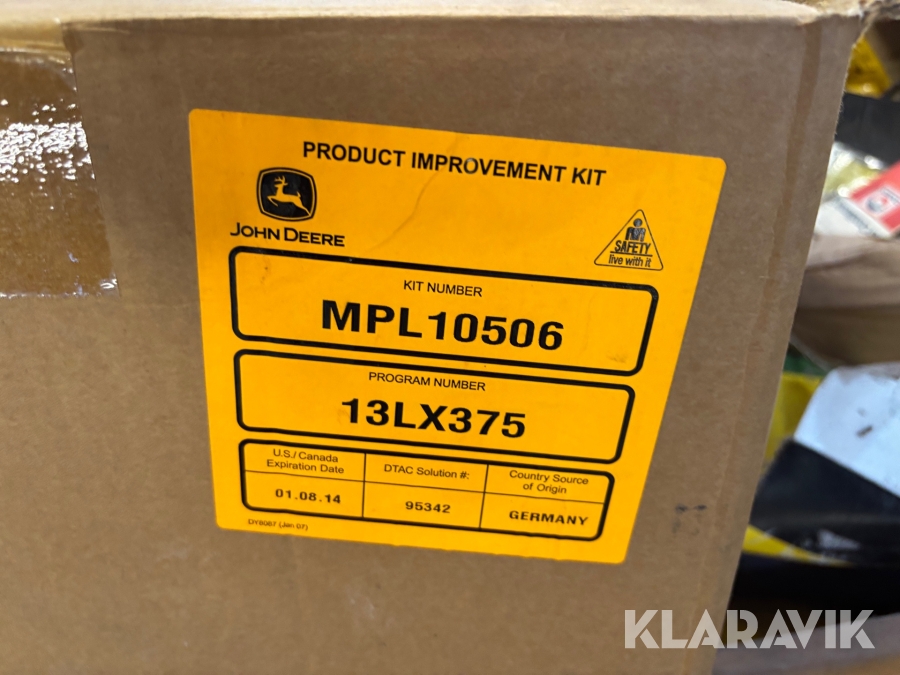 PRODUCT IMPROVEMENT KIT
JOHN DEERE
SAFETY
live with it
KIT NUMBER
MPL10506
PROGRAM NUMBER
13LX375
U.S./Canada
Expiration Date
01.08.14
DTAC Solution #:
95342
Country Source
of Origin
GERMANY
DY6087 (Jan 07)
KLARAVIK